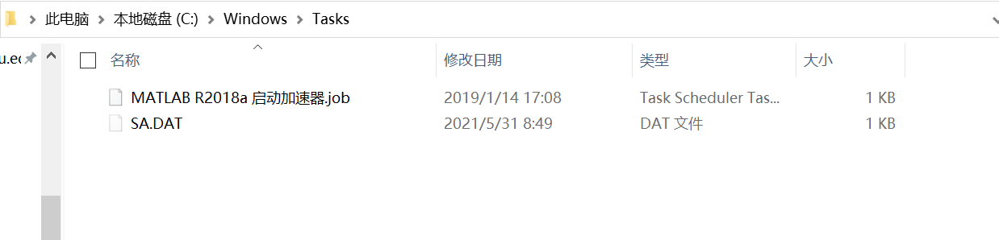 此电脑 本地磁盘 (C:) Windows Tasks
名称 修改日期 类型 大小
MATLAB R2018a 启动加速器.job 2019/1/14 17:08 Task Scheduler Tas... 1 KB
SA.DAT 2021/5/31 8:49 DAT 文件 1 KB